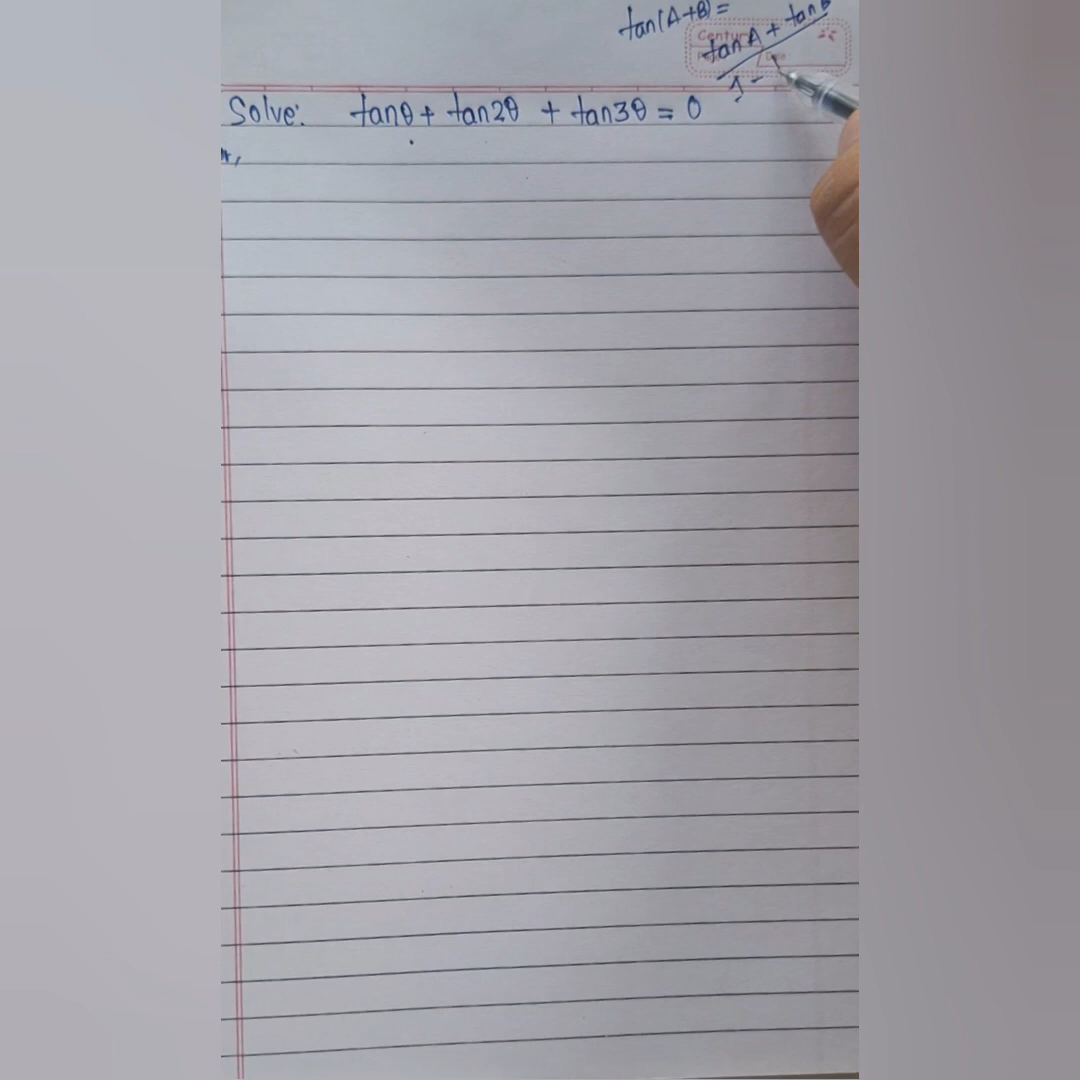 tan(A+B) =
tanA + tanB
1 -
Solve: tanθ + tan2θ + tan3θ = 0